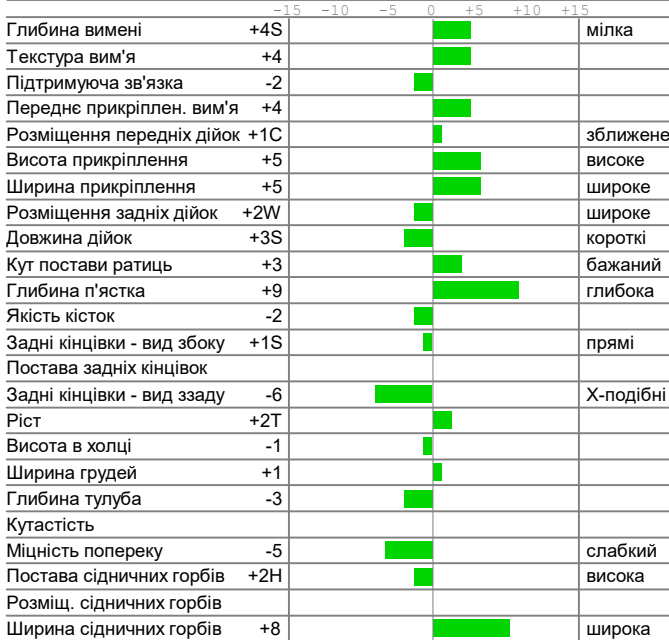 -15 -10 -5 0 +5 +10 +15
Глибина вимені +4S мілка
Текстура вим'я +4
Підтримуюча зв'язка -2
Переднє прикріплен. вим'я +4
Розміщення передніх дійок +1C зближене
Висота прикріплення +5 високе
Ширина прикріплення +5 широке
Розміщення задніх дійок +2W широке
Довжина дійок +3S короткі
Кут постави ратиць +3 бажаний
Глибина п'ястка +9 глибока
Якість кісток -2
Задні кінцівки - вид збоку +1S прямі
Постава задніх кінцівок
Задні кінцівки - вид ззаду -6 Х-подібні
Ріст +2T
Висота в холці -1
Ширина грудей +1
Глибина тулуба -3
Кутастість
Міцність попереку -5 слабкий
Постава сідничних горбів +2H висока
Розміщ. сідничних горбів
Ширина сідничних горбів +8 широка